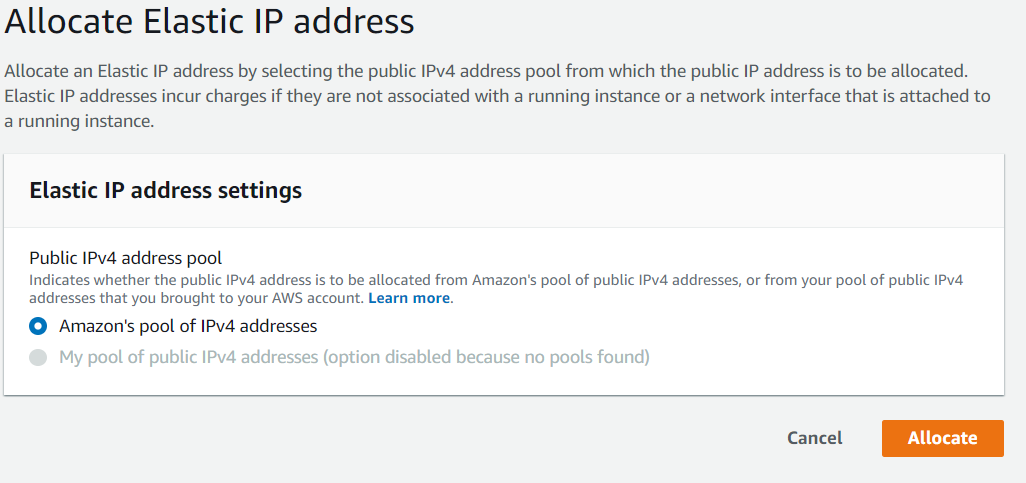 Allocate Elastic IP address
Allocate an Elastic IP address by selecting the public IPv4 address pool from which the public IP address is to be allocated.
Elastic IP addresses incur charges if they are not associated with a running instance or a network interface that is attached to
a running instance.
Elastic IP address settings
Public IPv4 address pool
Indicates whether the public IPv4 address is to be allocated from Amazon's pool of public IPv4 addresses, or from your pool of public IPv4
addresses that you brought to your AWS account. Learn more.
Amazon's pool of IPv4 addresses
My pool of public IPv4 addresses (option disabled because no pools found)
Cancel Allocate